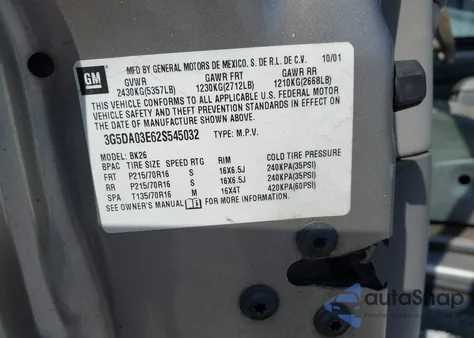 GM
MFD BY GENERAL MOTORS DE MEXICO, S. DE R.L. DE C.V. 10/01
GVWR GAWR FRT GAWR RR
2430KG(5357LB) 1230KG(2712LB) 1210KG(2668LB)
THIS VEHICLE CONFORMS TO ALL APPLICABLE U.S. FEDERAL MOTOR
VEHICLE SAFETY, BUMPER, AND THEFT PREVENTION STANDARDS IN EFFECT ON
THE DATE OF MANUFACTURE SHOWN ABOVE.
3G5DA03E62S545032 TYPE: M.P.V.
MODEL: BK26
BPAC TIRE SIZE SPEED RTG RIM COLD TIRE PRESSURE
FRT P215/70R16 S 16X6.5J 240KPA(35PSI)
RR P215/70R16 S 16X6.5J 240KPA(35PSI)
SPA T135/70R16 M 16X4T 420KPA(60PSI)
SEE OWNER'S MANUAL FOR MORE INFORMATION.
autoSnap